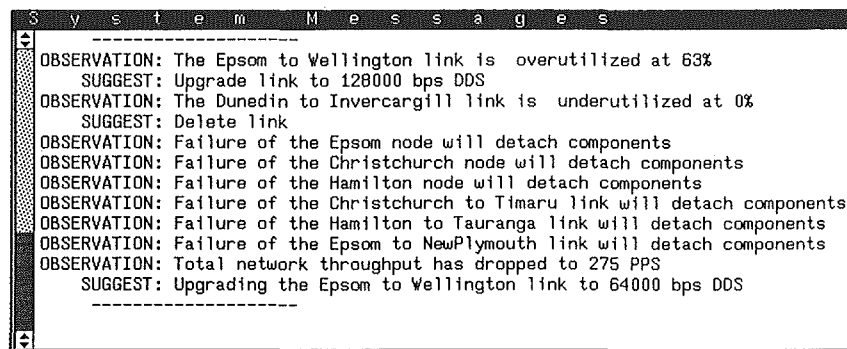 System Messages
--------------------
OBSERVATION: The Epsom to Wellington link is overutilized at 63%
SUGGEST: Upgrade link to 128000 bps DDS
OBSERVATION: The Dunedin to Invercargill link is underutilized at 0%
SUGGEST: Delete link
OBSERVATION: Failure of the Epsom node will detach components
OBSERVATION: Failure of the Christchurch node will detach components
OBSERVATION: Failure of the Hamilton node will detach components
OBSERVATION: Failure of the Christchurch to Timaru link will detach components
OBSERVATION: Failure of the Hamilton to Tauranga link will detach components
OBSERVATION: Failure of the Epsom to NewPlymouth link will detach components
OBSERVATION: Total network throughput has dropped to 275 PPS
SUGGEST: Upgrading the Epsom to Wellington link to 64000 bps DDS
--------------------